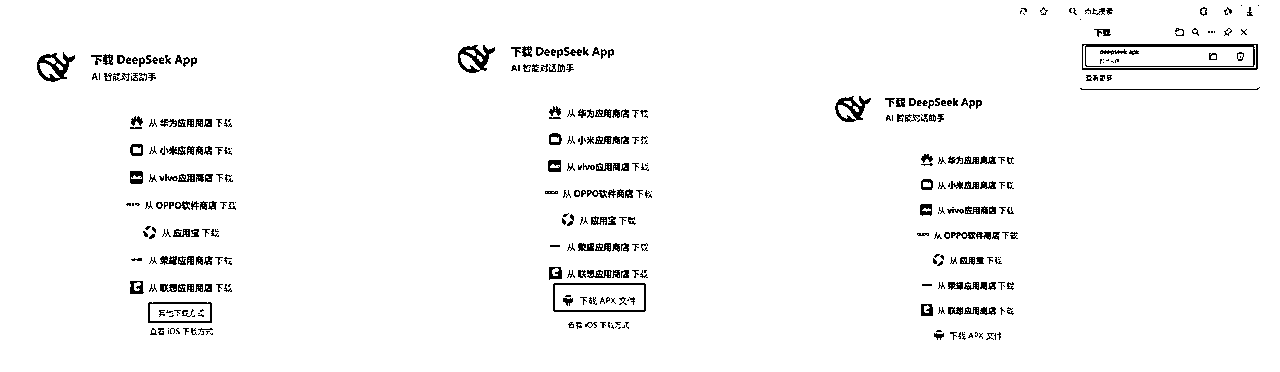 下载 DeepSeek App
AI 智能对话助手
从 华为应用商店 下载
从 小米应用商店 下载
从 vivo应用商店 下载
从 OPPO软件商店 下载
从 应用宝 下载
从 荣耀应用商店 下载
从 联想应用商店 下载
其他下载方式
查看 iOS 下载方式
下载 DeepSeek App
AI 智能对话助手
从 华为应用商店 下载
从 小米应用商店 下载
从 vivo应用商店 下载
从 OPPO软件商店 下载
从 应用宝 下载
从 荣耀应用商店 下载
从 联想应用商店 下载
下载 APK 文件
查看 iOS 下载方式
点此搜索
下载
deepseek.apk
查看更多
下载 DeepSeek App
AI 智能对话助手
从 华为应用商店 下载
从 小米应用商店 下载
从 vivo应用商店 下载
从 OPPO软件商店 下载
从 应用宝 下载
从 荣耀应用商店 下载
从 联想应用商店 下载
下载 APK 文件